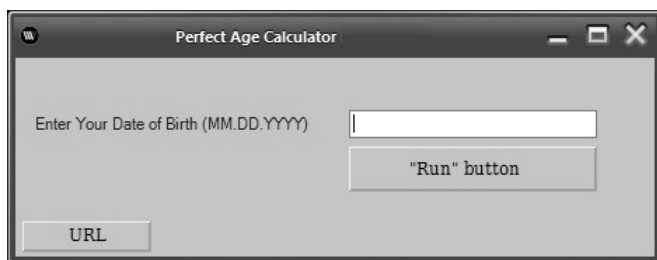 Perfect Age Calculator
Enter Your Date of Birth (MM.DD.YYYY)
"Run" button
URL